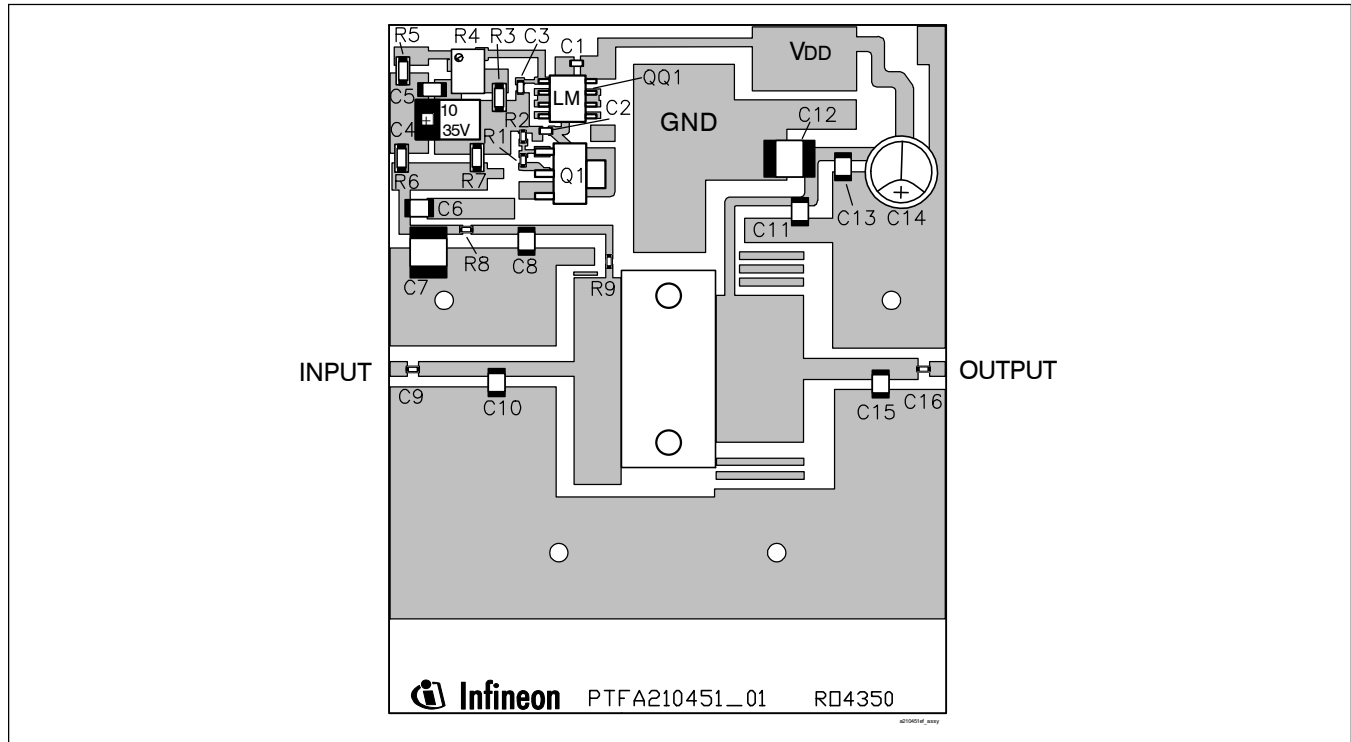 R5
R4
R3
C3
C1
VDD
QQ1
C5
10
35V
LM
C2
GND
C12
C4
R2
R1
Q1
R6
R7
C6
C13
C14
C11
R8
C8
C7
R9
INPUT
OUTPUT
C9
C10
C15
C16
Infineon PTFA210451_01 RO4350
a210451ef_assy